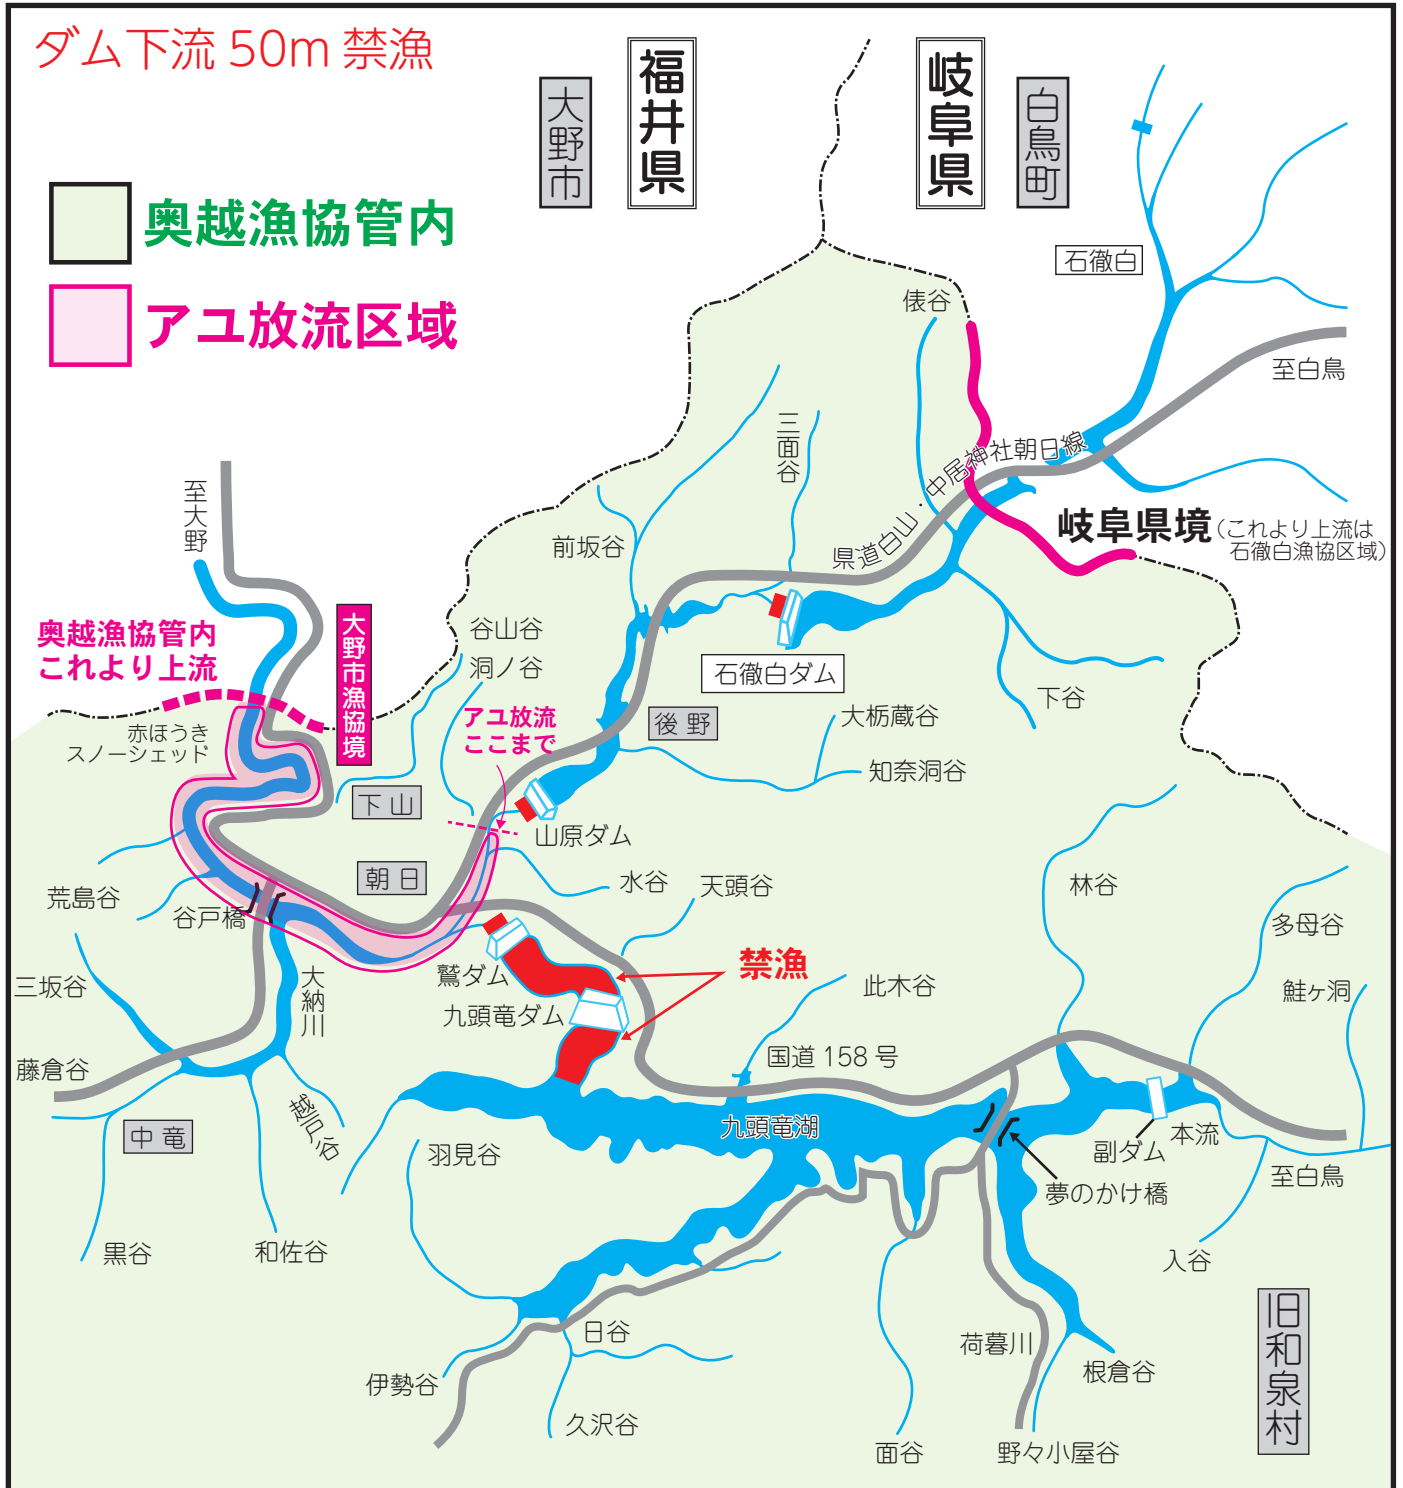 ダム下流 50m 禁漁
福井県
大野市
岐阜県
白鳥町
奥越漁協管内
アユ放流区域
石徹白
俵谷
至白鳥
三面谷
県道白山・中居神社朝日線
至大野
前坂谷
岐阜県境
(これより上流は
石徹白漁協区域)
奥越漁協管内
これより上流
大野市漁協境
谷山谷
洞ノ谷
石徹白ダム
下谷
赤ほうき
スノーシェッド
アユ放流
ここまで
後野
大栃蔵谷
知奈洞谷
下山
山原ダム
朝日
水谷
天頭谷
林谷
荒島谷
谷戸橋
多母谷
三坂谷
大納川
鷲ダム
禁漁
此木谷
鮭ヶ洞
九頭竜ダム
藤倉谷
国道 158 号
越戸谷
中竜
九頭竜湖
副ダム
本流
羽見谷
夢のかけ橋
至白鳥
黒谷
和佐谷
入谷
日谷
荷暮川
根倉谷
旧和泉村
伊勢谷
久沢谷
面谷
野々小屋谷